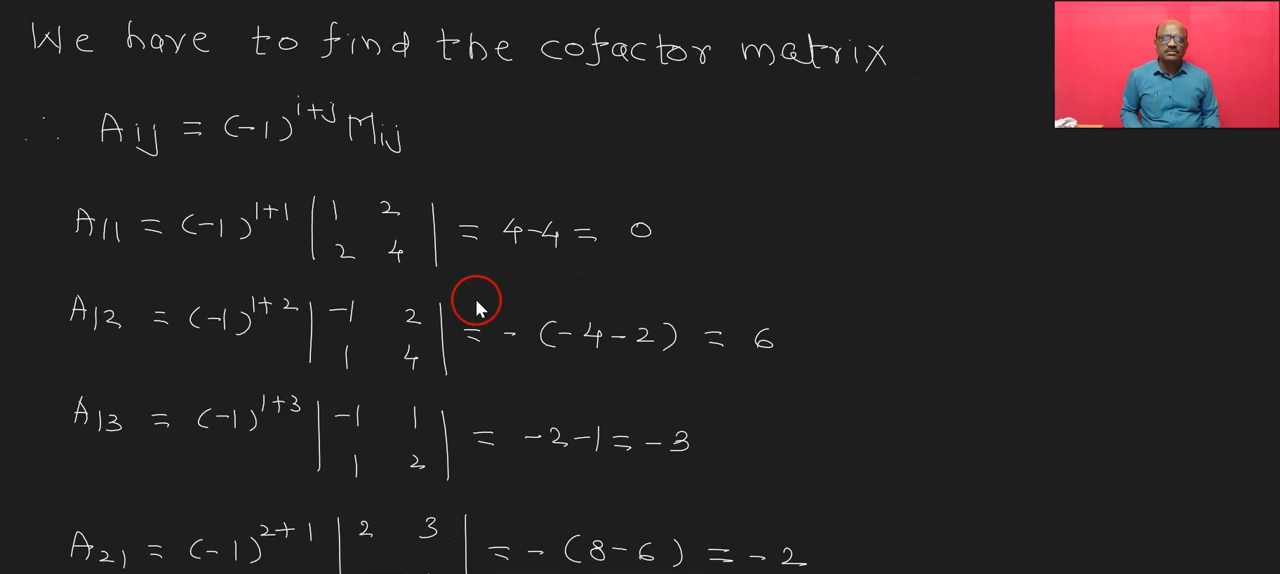 We have to find the cofactor matrix
∴ Aij = (-1)^{i+j} Mij
A11 = (-1)^{1+1} | 1 2 | = 4-4 = 0
2 4
A12 = (-1)^{1+2} | -1 2 | = - (-4-2) = 6
1 4
A13 = (-1)^{1+3} | -1 1 | = -2-1 = -3
1 2
A21 = (-1)^{2+1} | 2 3 | = - (8-6) = -2